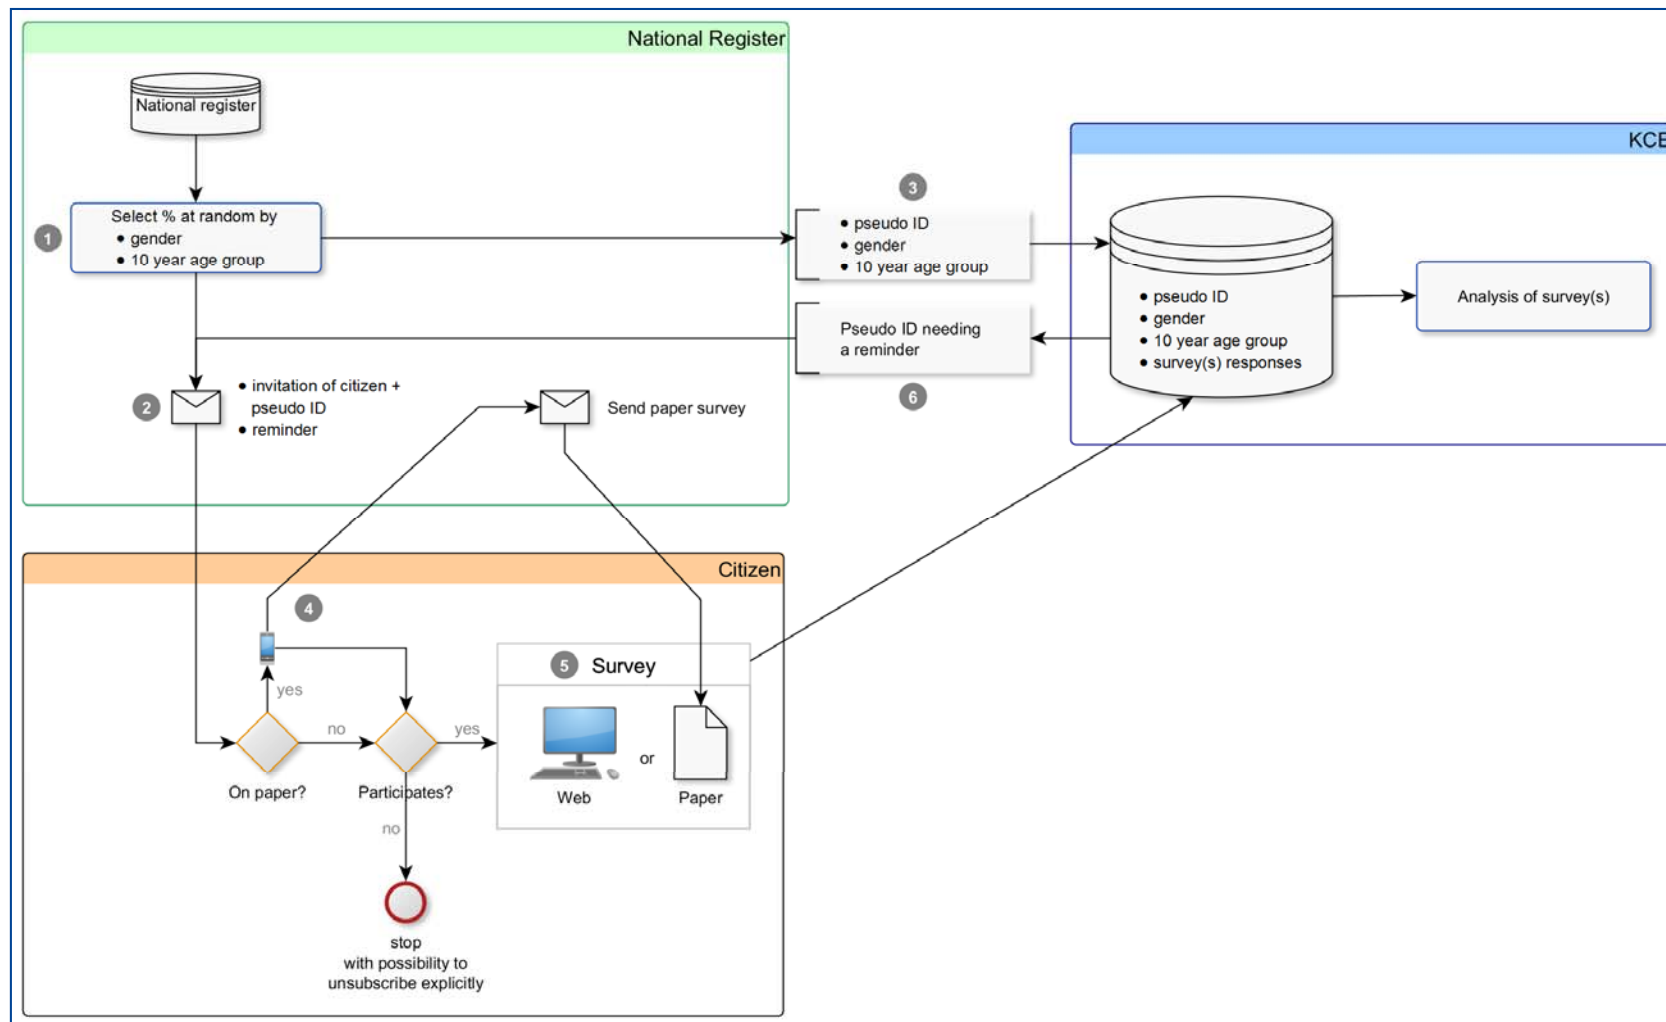 National Register
National register
1
Select % at random by
• gender
• 10 year age group
2
• invitation of citizen +
pseudo ID
• reminder
Send paper survey
3
• pseudo ID
• gender
• 10 year age group
Pseudo ID needing
a reminder
6
KCE
• pseudo ID
• gender
• 10 year age group
• survey(s) responses
Analysis of survey(s)
Citizen
4
yes
On paper?
no
Participates?
yes
no
5 Survey
Web
or
Paper
stop
with possibility to
unsubscribe explicitly